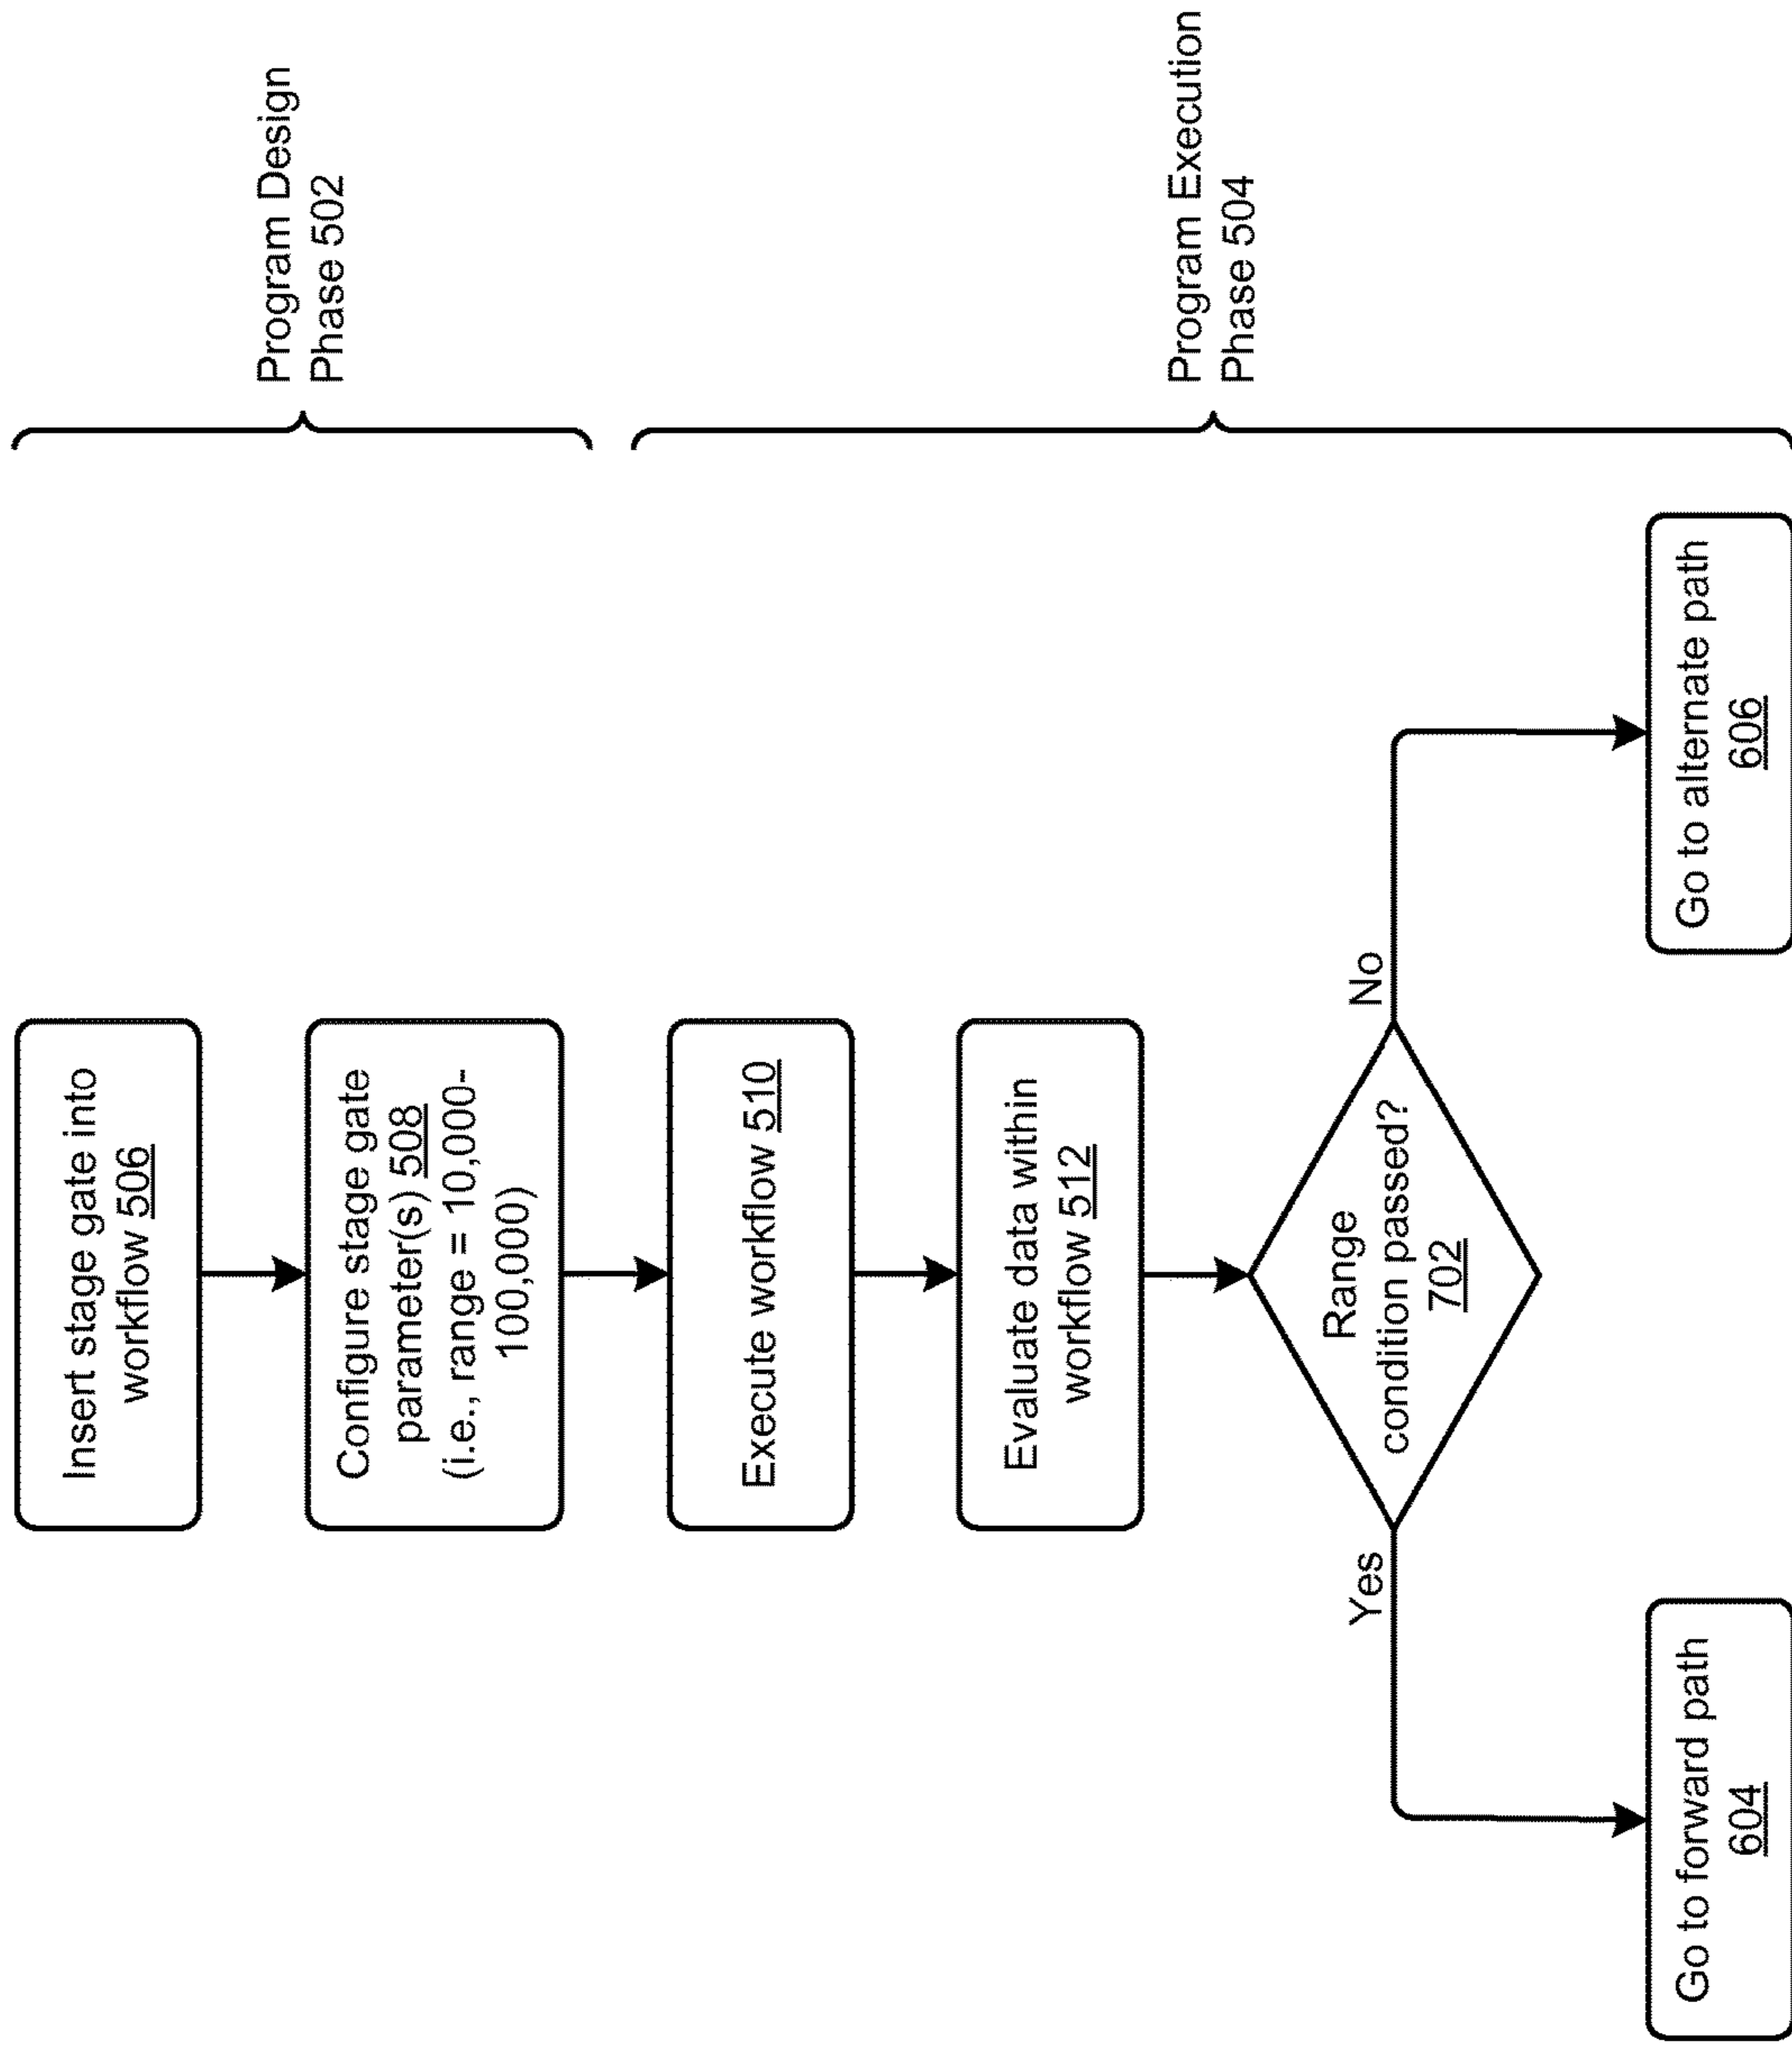 Insert stage gate into
workflow 506
Configure stage gate
parameter(s) 508
(i.e., range = 10,000-
100,000)
Program Design
Phase 502
Execute workflow 510
Evaluate data within
workflow 512
Range
condition passed?
702
Yes
No
Go to forward path
604
Go to alternate path
606
Program Execution
Phase 504